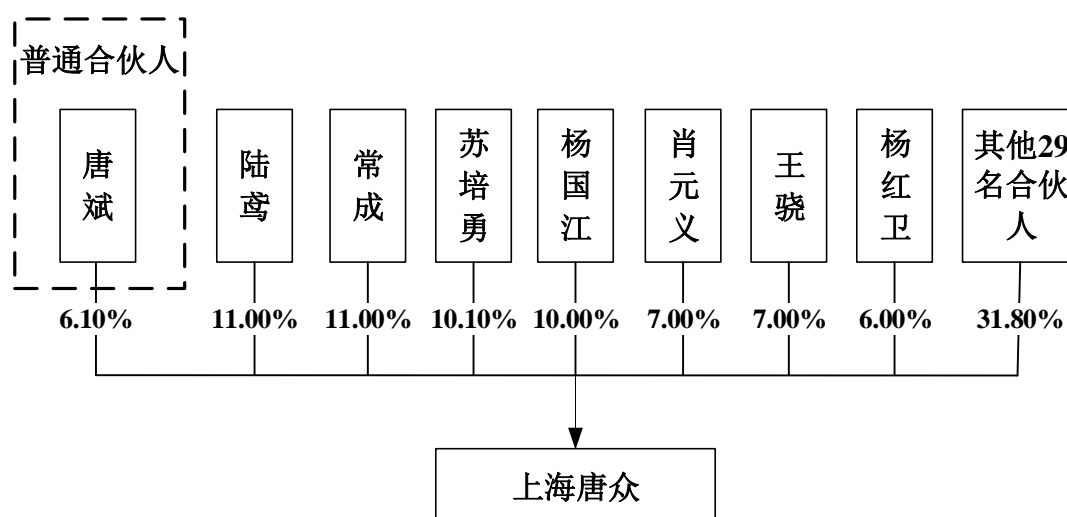 普通合伙人
唐斌
陆鸢
常成
苏培勇
杨国江
肖元义
王骁
杨红卫
其他29
名合伙
人
6.10%
11.00%
11.00%
10.10%
10.00%
7.00%
7.00%
6.00%
31.80%
上海唐众